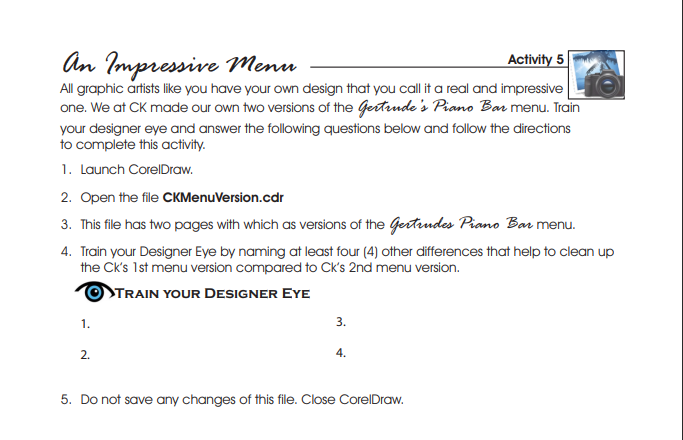 An Impressive Menu
Activity 5
All graphic artists like you have your own design that you call it a real and impressive
one. We at CK made our own two versions of the Gertrude's Piano Bar menu. Train
your designer eye and answer the following questions below and follow the directions
to complete this activity.
1. Launch CorelDraw.
2. Open the file CKMenuVersion.cdr
3. This file has two pages with which as versions of the Gertrudes Piano Bar menu.
4. Train your Designer Eye by naming at least four (4) other differences that help to clean up
the Ck's 1st menu version compared to Ck's 2nd menu version.
TRAIN YOUR DESIGNER EYE
1.
3.
2.
4.
5. Do not save any changes of this file. Close CorelDraw.